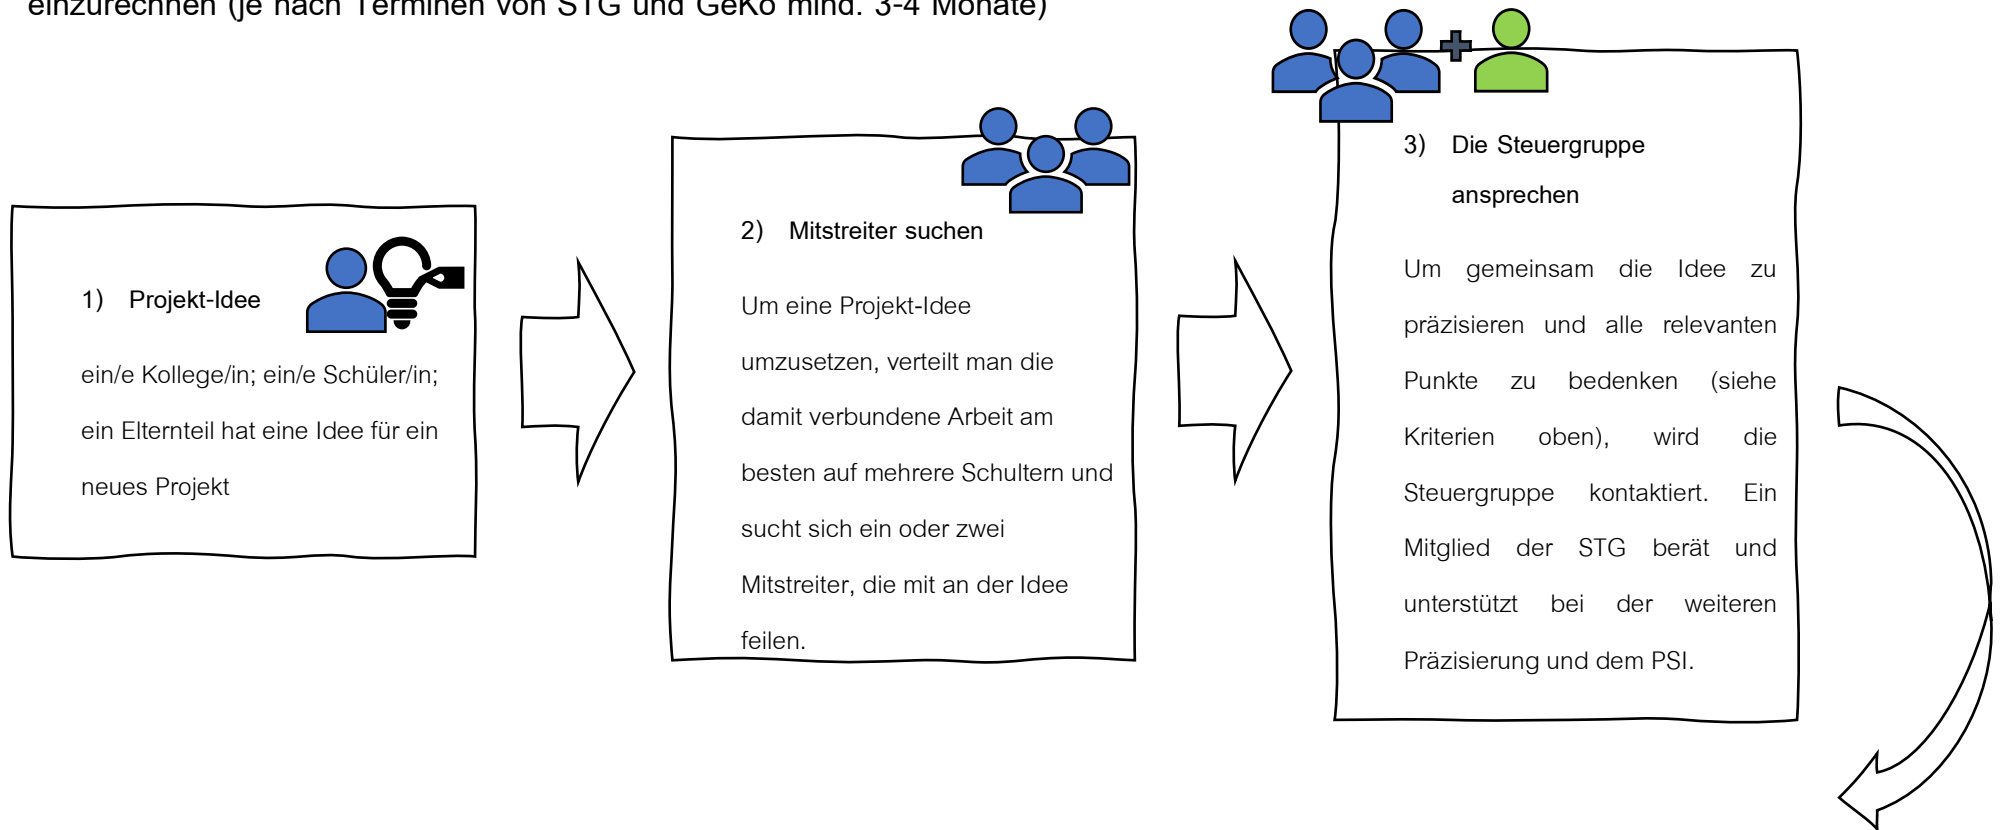 einzurechnen (je nach Terminen von STG und GeKo mind. 3-4 Monate)
1) Projekt-Idee
ein/e Kollege/in; ein/e Schüler/in;
ein Elternteil hat eine Idee für ein
neues Projekt
2) Mitstreiter suchen
Um eine Projekt-Idee
umzusetzen, verteilt man die
damit verbundene Arbeit am
besten auf mehrere Schultern und
sucht sich ein oder zwei
Mitstreiter, die mit an der Idee
feilen.
3) Die Steuergruppe
ansprechen
Um gemeinsam die Idee zu
präzisieren und alle relevanten
Punkte zu bedenken (siehe
Kriterien oben), wird die
Steuergruppe kontaktiert. Ein
Mitglied der STG berät und
unterstützt bei der weiteren
Präzisierung und dem PSI.